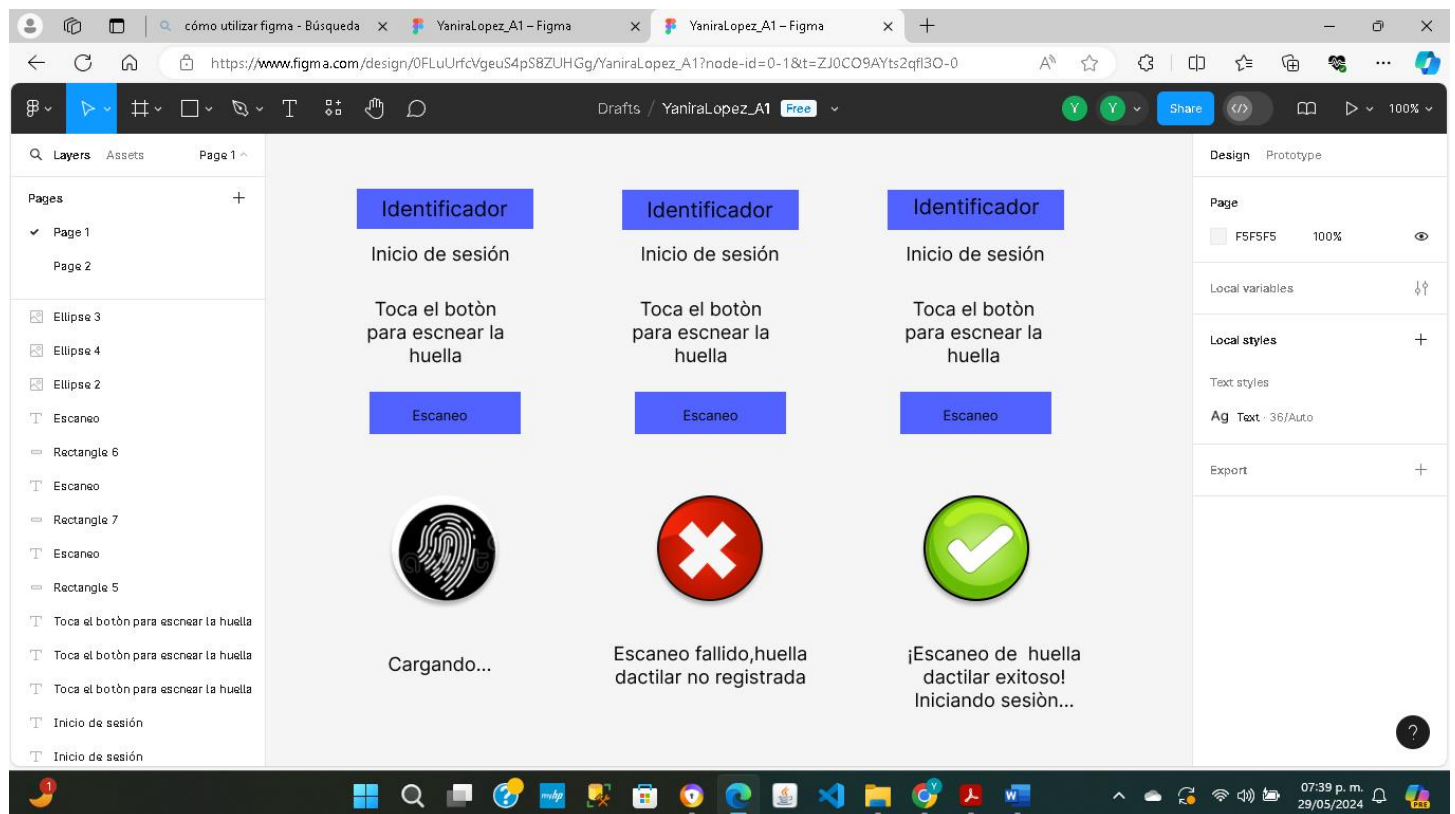 cómo utilizar figma - Búsqueda
YaniraLopez_A1 – Figma
YaniraLopez_A1 – Figma
https://www.figma.com/design/0FLuUrfcVgeuS4pS8ZUHGg/YaniraLopez_A1?node-id=0-1&t=ZJ0CO9AYts2qfl3O-0
Drafts / YaniraLopez_A1 Free
Y Y Share 100%
Layers Assets Page 1
Pages
Page 1
Page 2
Ellipse 3
Ellipse 4
Ellipse 2
Escaneo
Rectangle 6
Escaneo
Rectangle 7
Escaneo
Rectangle 5
Toca el botòn para escnear la huella
Toca el botòn para escnear la huella
Toca el botòn para escnear la huella
Inicio de sesión
Inicio de sesión
Identificador
Inicio de sesión
Toca el botòn
para escnear la
huella
Escaneo
Cargando...
Identificador
Inicio de sesión
Toca el botòn
para escnear la
huella
Escaneo
Escaneo fallido,huella
dactilar no registrada
Identificador
Inicio de sesión
Toca el botòn
para escnear la
huella
Escaneo
¡Escaneo de huella
dactilar exitoso!
Iniciando sesiòn...
Design Prototype
Page
F5F5F5 100%
Local variables
Local styles
Text styles
Ag Text · 36/Auto
Export
?
1
myhp
W
07:39 p. m.
29/05/2024
PRE